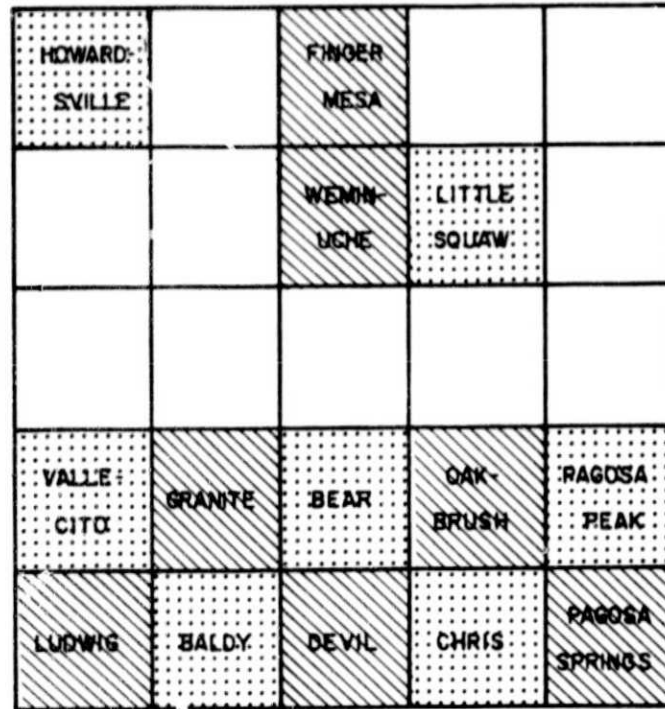 HOWARD-
SVILLE
FINGER
MESA
WEMIN-
UCHE
LITTLE
SQUAW
VALLE-
CITO
GRANITE
BEAR
OAK-
BRUSH
PAGOSA
PEAK
LUDWIG
BALDY
DEVIL
CHRIS
PAGOSA
SPRINGS